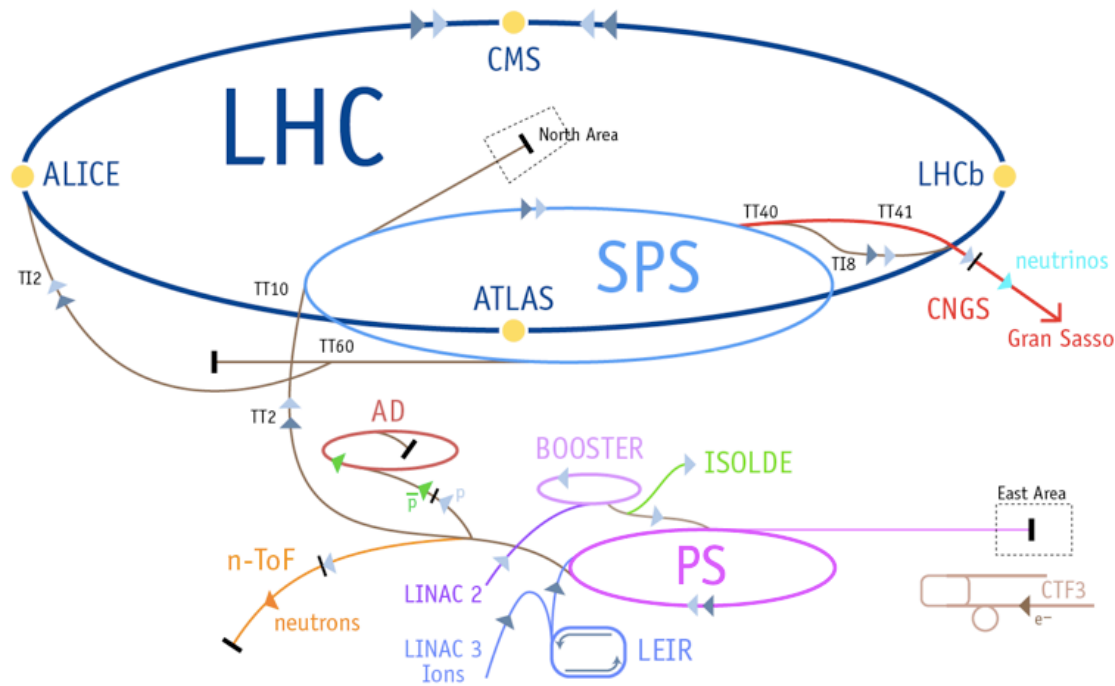 CMS
LHC
North Area
ALICE
LHCb
TT40
TT41
SPS
TI8
neutrinos
TI2
TT10
ATLAS
CNGS
Gran Sasso
TT60
AD
TT2
BOOSTER
ISOLDE
p
p
East Area
n-ToF
PS
LINAC 2
CTF3
neutrons
e−
LINAC 3
Ions
LEIR